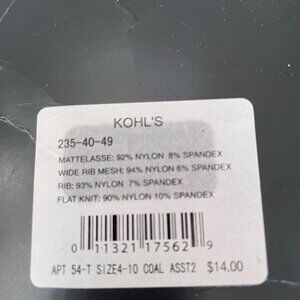 KOHL'S
235-40-49
MATTELASSE: 92% NYLON 8% SPANDEX
WIDE RIB MESH: 94% NYLON 6% SPANDEX
RIB: 93% NYLON 7% SPANDEX
FLAT KNIT: 90% NYLON 10% SPANDEX
0 11321 17562 9
APT 54-T SIZE4-10 COAL ASST2 $14.00